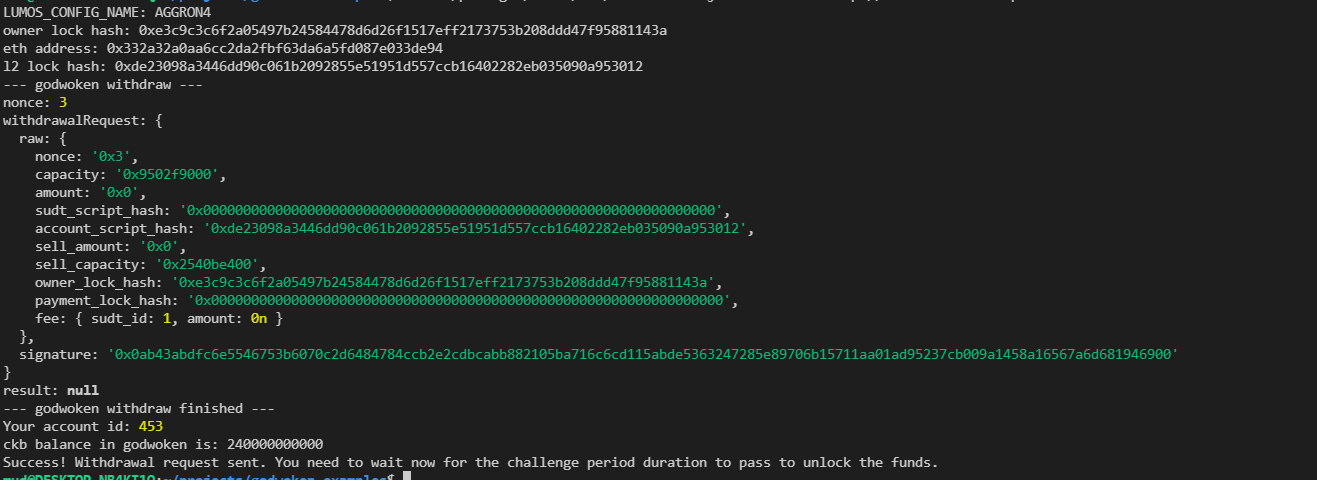 LUMOS_CONFIG_NAME: AGGRON4
owner lock hash: 0xe3c9c3c6f2a05497b24584478d6d26f1517eff2173753b208ddd47f95881143a
eth address: 0x332a32a0aa6cc2da2fbf63da6a5fd087e033de94
l2 lock hash: 0xde23098a3446dd90c061b2092855e51951d557ccb16402282eb035090a953012
--- godwoken withdraw ---
nonce: 3
withdrawalRequest: {
  raw: {
    nonce: '0x3',
    capacity: '0x9502f9000',
    amount: '0x0',
    sudt_script_hash: '0x0000000000000000000000000000000000000000000000000000000000000000',
    account_script_hash: '0xde23098a3446dd90c061b2092855e51951d557ccb16402282eb035090a953012',
    sell_amount: '0x0',
    sell_capacity: '0x2540be400',
    owner_lock_hash: '0xe3c9c3c6f2a05497b24584478d6d26f1517eff2173753b208ddd47f95881143a',
    payment_lock_hash: '0x0000000000000000000000000000000000000000000000000000000000000000',
    fee: { sudt_id: 1, amount: 0n }
  },
  signature: '0x0ab43abdfc6e5546753b6070c2d6484784ccb2e2cdbcabb882105ba716c6cd115abde5363247285e89706b15711aa01ad95237cb009a1458a16567a6d681946900'
}
result: null
--- godwoken withdraw finished ---
Your account id: 453
ckb balance in godwoken is: 240000000000
Success! Withdrawal request sent. You need to wait now for the challenge period duration to pass to unlock the funds.